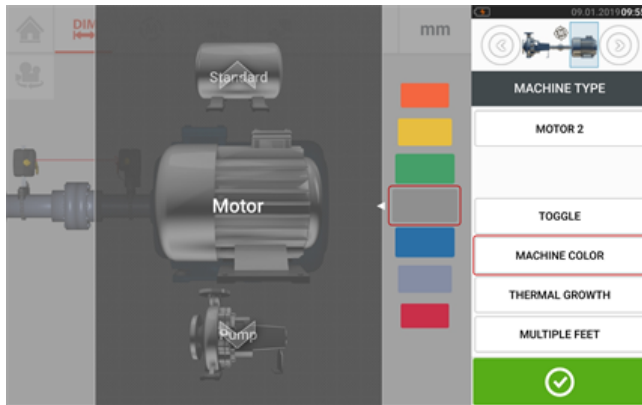 09.01.2019 09:55
DIM
mm
MACHINE TYPE
Standard
MOTOR 2
Motor
TOGGLE
MACHINE COLOR
THERMAL GROWTH
Pump
MULTIPLE FEET